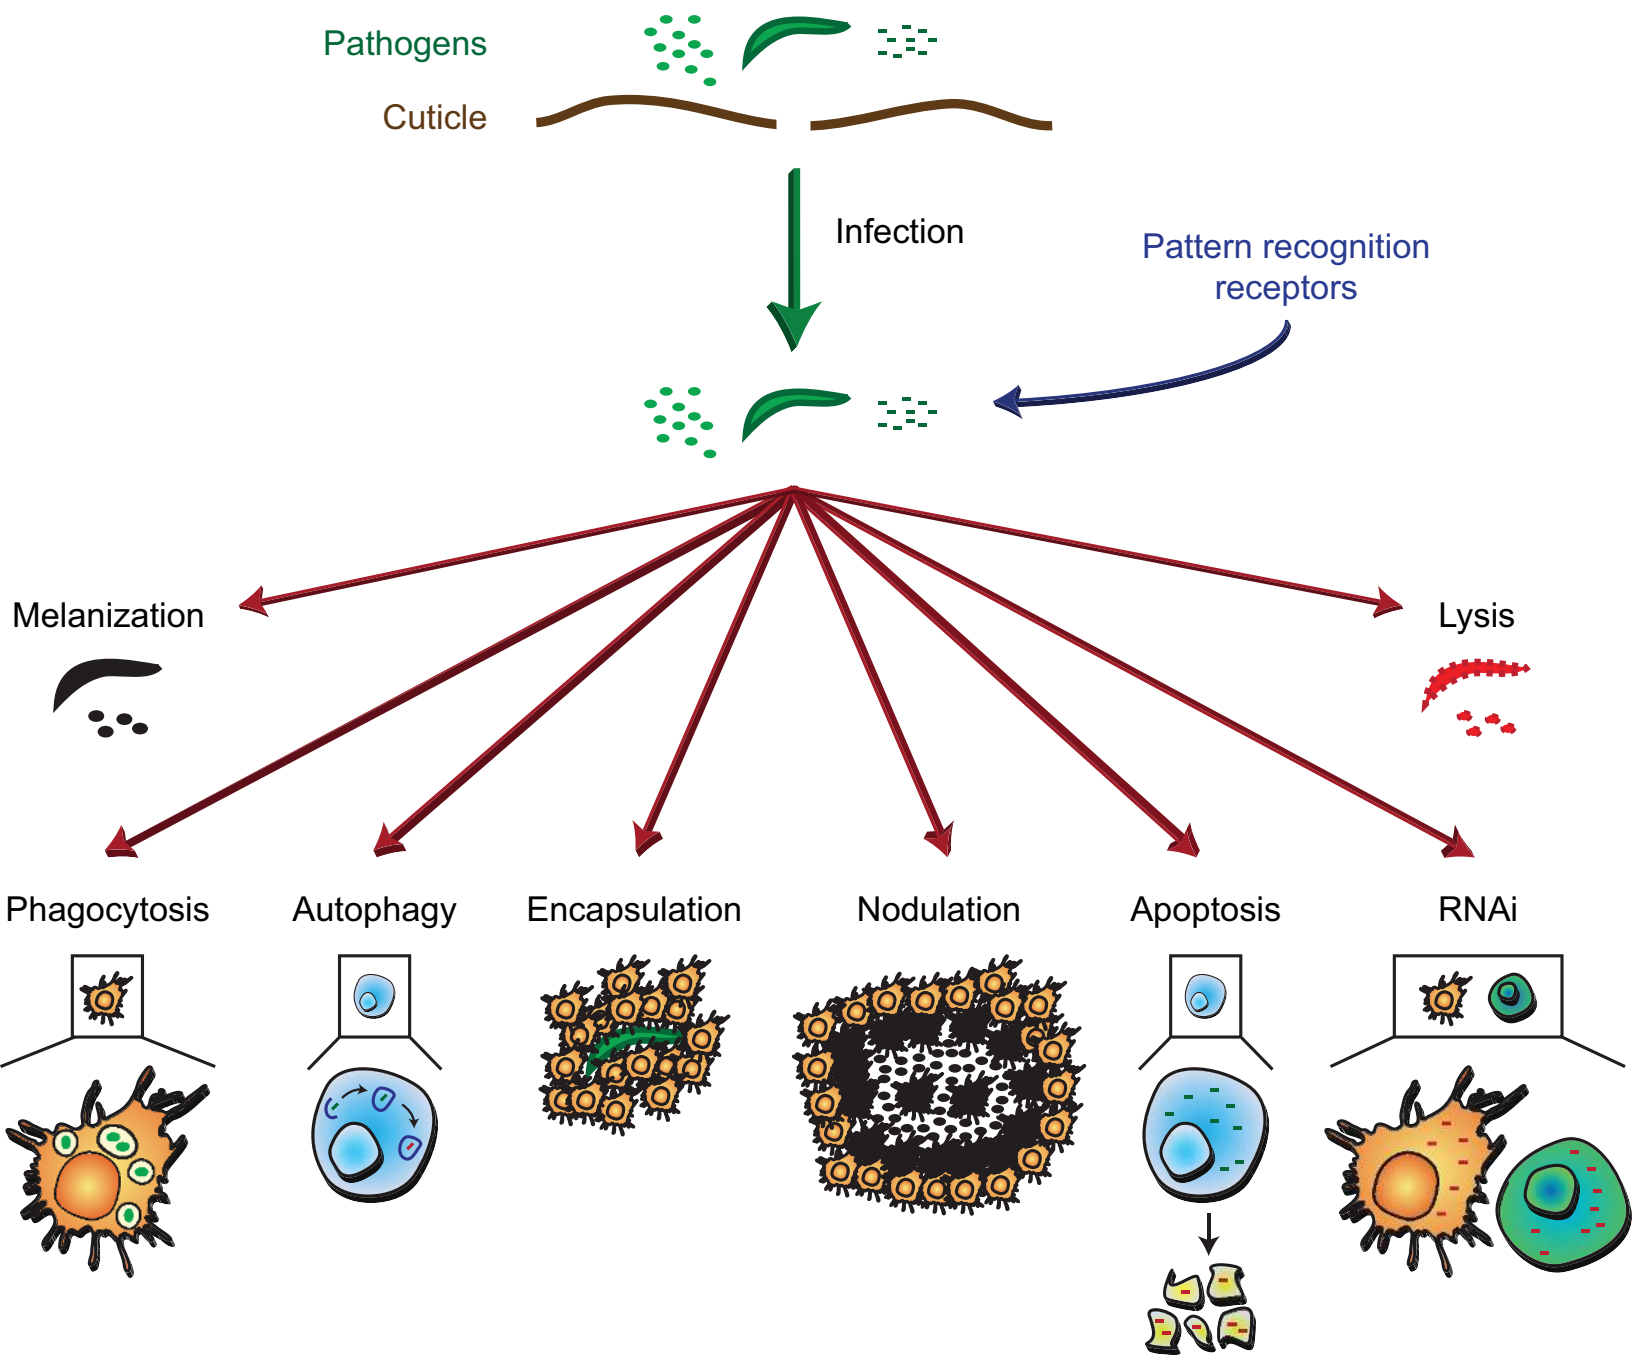 Pathogens
Cuticle
Infection
Pattern recognition
receptors
Melanization
Lysis
Phagocytosis
Autophagy
Encapsulation
Nodulation
Apoptosis
RNAi